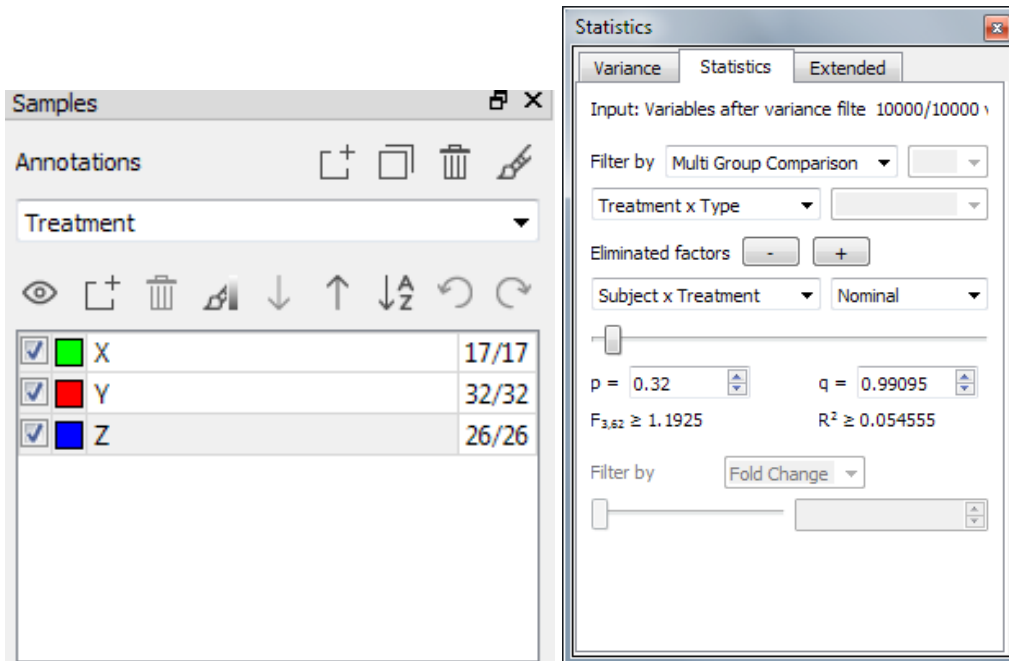 Samples
Annotations
Treatment
A
Z
X 17/17
Y 32/32
Z 26/26
Statistics
Variance Statistics Extended
Input: Variables after variance filte 10000/10000 v
Filter by Multi Group Comparison
Treatment x Type
Eliminated factors - +
Subject x Treatment Nominal
p = 0.32 q = 0.99095
F₃,₆₂ ≥ 1.1925 R² ≥ 0.054555
Filter by Fold Change